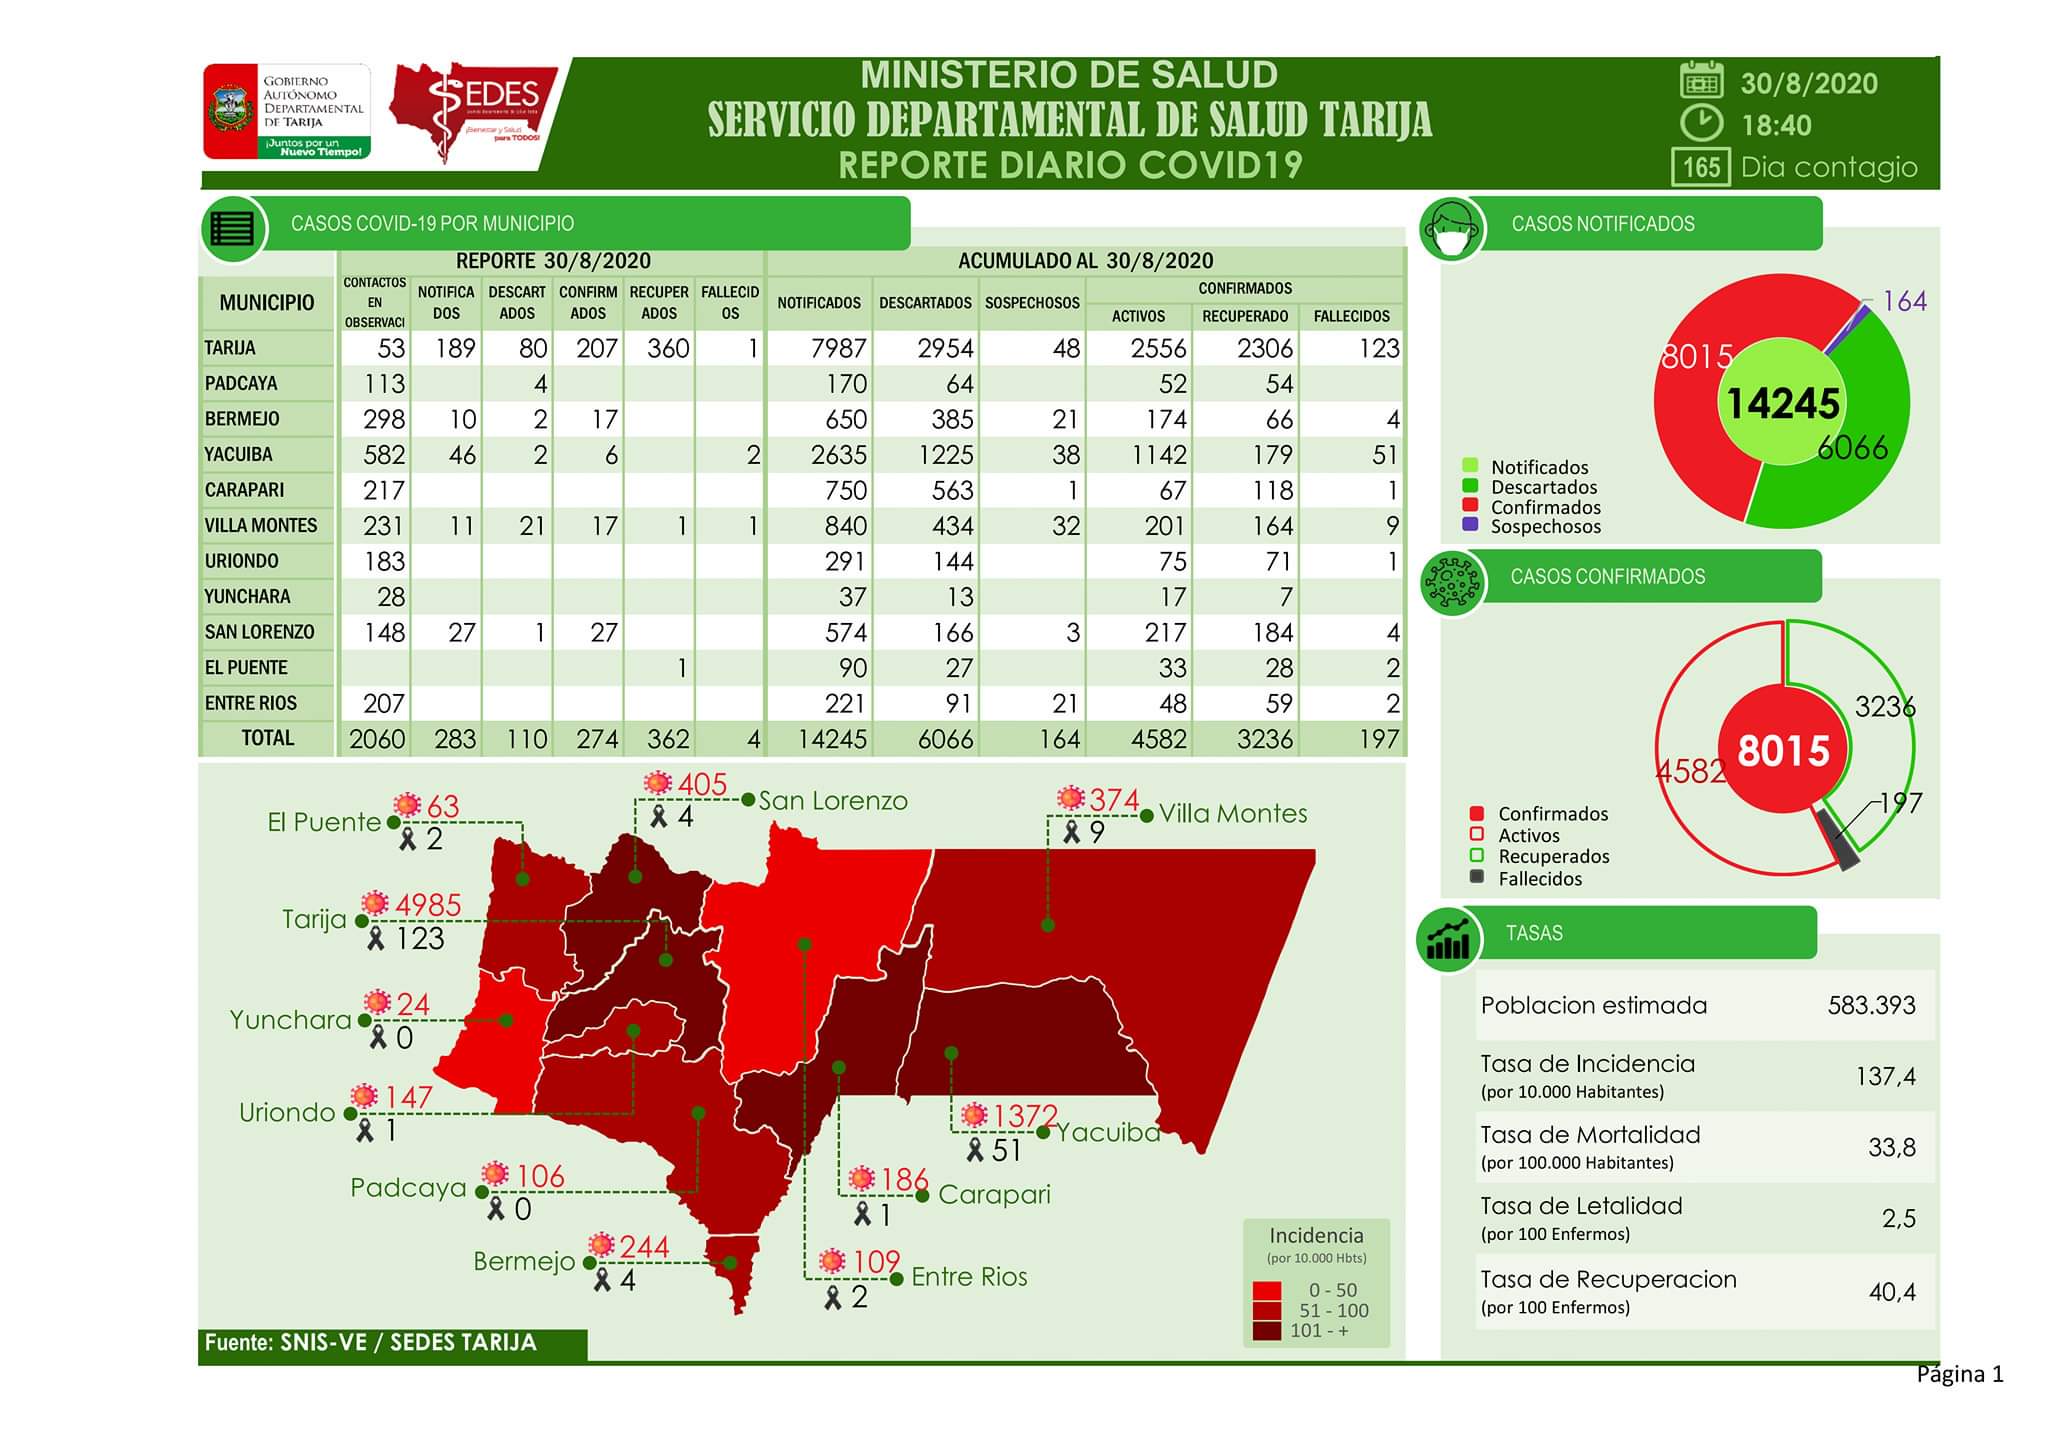 GOBIERNO
AUTÓNOMO
DEPARTAMENTAL
DE TARIJA
¡Juntos por un
Nuevo Tiempo!
SEDES
¡Bienestar y Salud
para TODOS!
MINISTERIO DE SALUD
SERVICIO DEPARTAMENTAL DE SALUD TARIJA
REPORTE DIARIO COVID19
30/8/2020
18:40
165 Dia contagio
CASOS COVID-19 POR MUNICIPIO
REPORTE 30/8/2020 ACUMULADO AL 30/8/2020
MUNICIPIO CONTACTOS EN OBSERVACI NOTIFICA DOS DESCART ADOS CONFIRM ADOS RECUPER ADOS FALLECID OS NOTIFICADOS DESCARTADOS SOSPECHOSOS CONFIRMADOS
ACTIVOS RECUPERADO FALLECIDOS
TARIJA 53 189 80 207 360 1 7987 2954 48 2556 2306 123
PADCAYA 113 4 170 64 52 54
BERMEJO 298 10 2 17 650 385 21 174 66 4
YACUIBA 582 46 2 6 2 2635 1225 38 1142 179 51
CARAPARI 217 750 563 1 67 118 1
VILLA MONTES 231 11 21 17 1 1 840 434 32 201 164 9
URIONDO 183 291 144 75 71 1
YUNCHARA 28 37 13 17 7
SAN LORENZO 148 27 1 27 574 166 3 217 184 4
EL PUENTE 1 90 27 33 28 2
ENTRE RIOS 207 221 91 21 48 59 2
TOTAL 2060 283 110 274 362 4 14245 6066 164 4582 3236 197
CASOS NOTIFICADOS
164
8015
14245
6066
Notificados
Descartados
Confirmados
Sospechosos
CASOS CONFIRMADOS
3236
8015
4582
197
Confirmados
Activos
Recuperados
Fallecidos
TASAS
Poblacion estimada 583.393
Tasa de Incidencia
(por 10.000 Habitantes) 137,4
Tasa de Mortalidad
(por 100.000 Habitantes) 33,8
Tasa de Letalidad
(por 100 Enfermos) 2,5
Tasa de Recuperacion
(por 100 Enfermos) 40,4
El Puente 63
2
405 San Lorenzo
4
374 Villa Montes
9
Tarija 4985
123
Yunchara 24
0
Uriondo 147
1
Padcaya 106
0
Bermejo 244
4
1372 Yacuiba
51
186 Carapari
1
109 Entre Rios
2
Incidencia
(por 10.000 Hbts)
0 - 50
51 - 100
101 - +
Fuente: SNIS-VE / SEDES TARIJA
Página 1